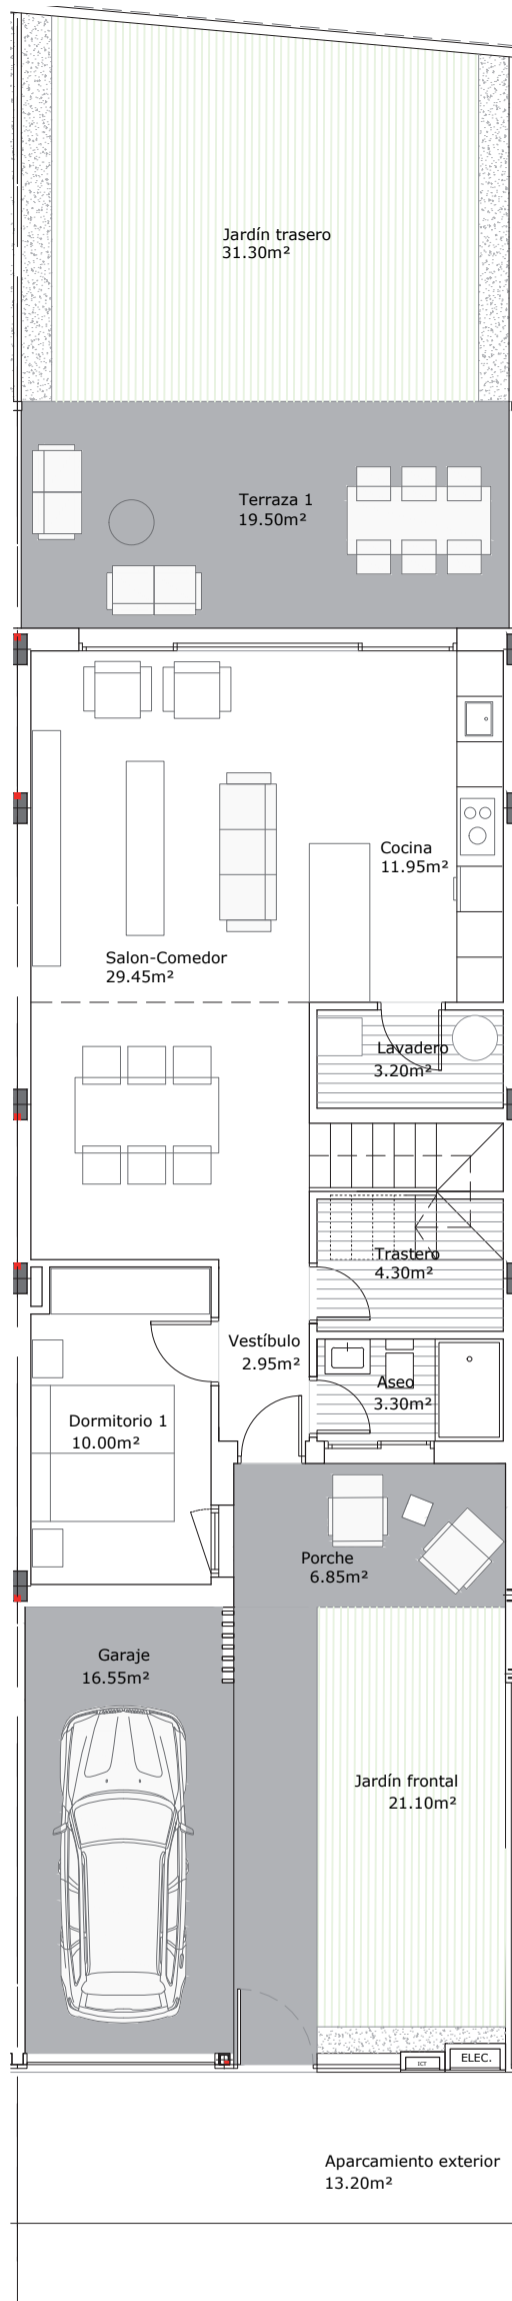 Jardín trasero
31.30m²
Terraza 1
19.50m²
Cocina
11.95m²
Salon-Comedor
29.45m²
Lavadero
3.20m²
Trastero
4.30m²
Vestíbulo
2.95m²
Aseo
3.30m²
Dormitorio 1
10.00m²
Porche
6.85m²
Garaje
16.55m²
Jardín frontal
21.10m²
ICT
ELEC.
Aparcamiento exterior
13.20m²